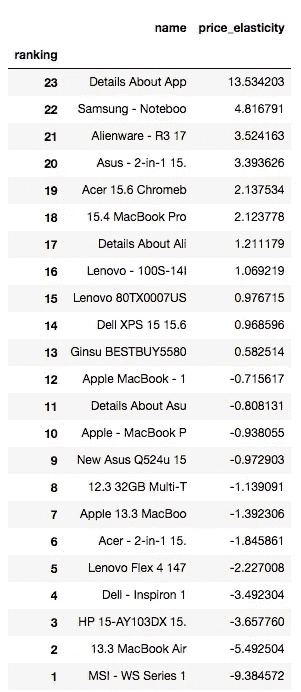 name price_elasticity
ranking
23 Details About App 13.534203
22 Samsung - Noteboo 4.816791
21 Alienware - R3 17 3.524163
20 Asus - 2-in-1 15. 3.393626
19 Acer 15.6 Chromeb 2.137534
18 15.4 MacBook Pro 2.123778
17 Details About Ali 1.211179
16 Lenovo - 100S-14I 1.069219
15 Lenovo 80TX0007US 0.976715
14 Dell XPS 15 15.6 0.968596
13 Ginsu BESTBUY5580 0.582514
12 Apple MacBook - 1 -0.715617
11 Details About Asu -0.808131
10 Apple - MacBook P -0.938055
9 New Asus Q524u 15 -0.972903
8 12.3 32GB Multi-T -1.139091
7 Apple 13.3 MacBoo -1.392306
6 Acer - 2-in-1 15. -1.845861
5 Lenovo Flex 4 147 -2.227008
4 Dell - Inspiron 1 -3.492304
3 HP 15-AY103DX 15. -3.657760
2 13.3 MacBook Air -5.492504
1 MSI - WS Series 1 -9.384572